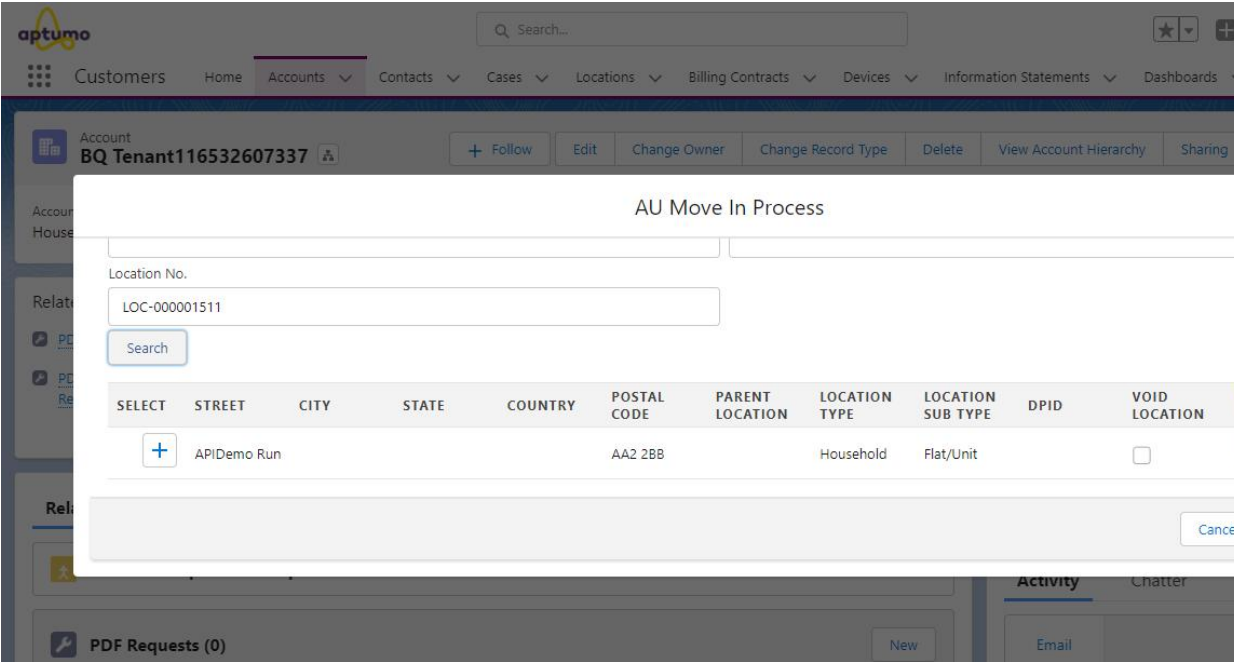 aptumo
Search...
Customers Home Accounts Contacts Cases Locations Billing Contracts Devices Information Statements Dashboards
Account
BQ Tenant116532607337
+ Follow Edit Change Owner Change Record Type Delete View Account Hierarchy Sharing
AU Move In Process
Location No.
LOC-000001511
Search
SELECT STREET CITY STATE COUNTRY POSTAL CODE PARENT LOCATION LOCATION TYPE LOCATION SUB TYPE DPID VOID LOCATION
+ APIDemo Run AA2 2BB Household Flat/Unit
Cance
Activity Chatter
PDF Requests (0) New Email